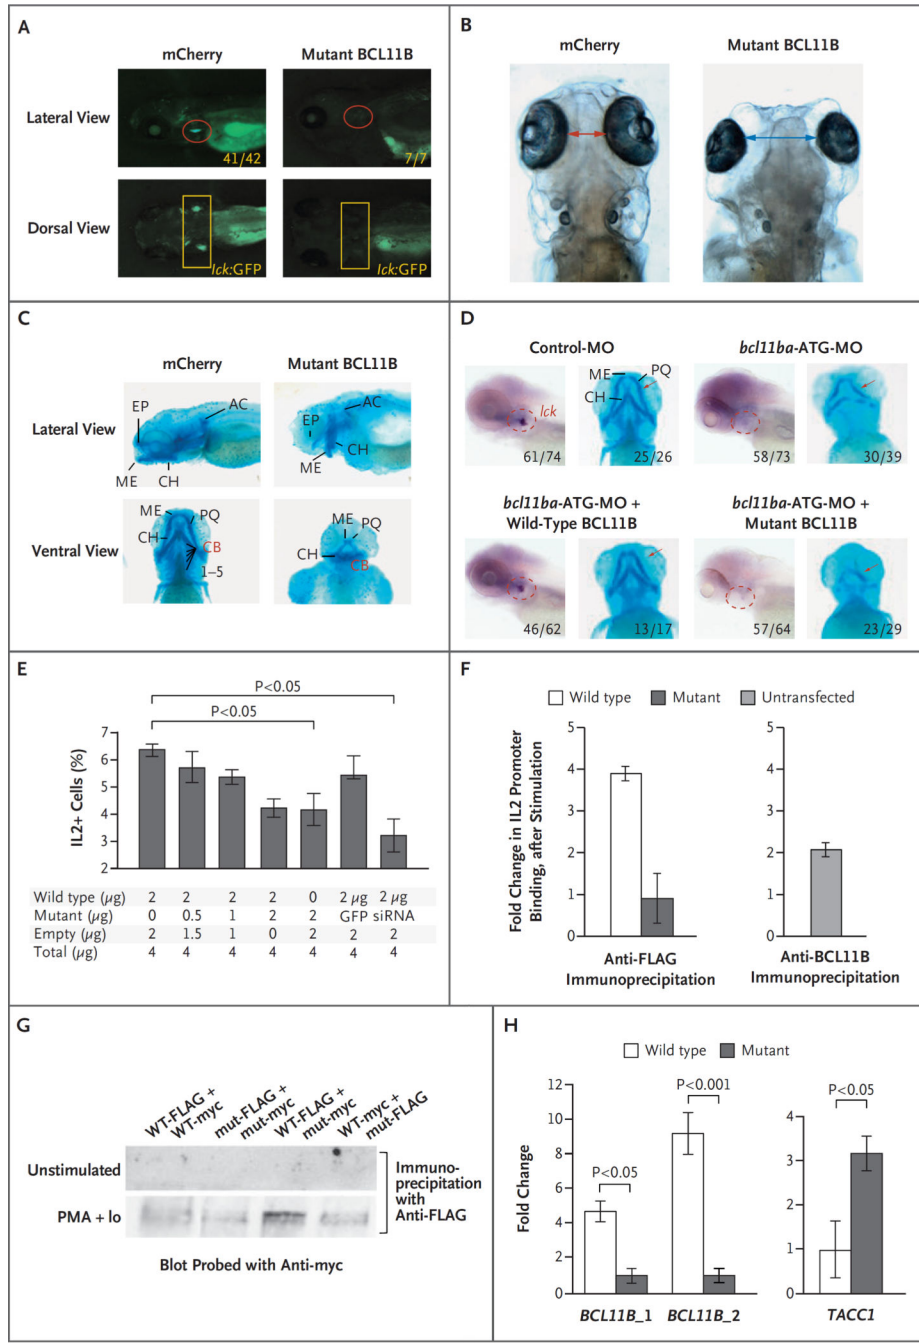 A
mCherry
Mutant BCL11B
Lateral View
41/42
7/7
Dorsal View
lck:GFP
B
mCherry
Mutant BCL11B
C
mCherry
Mutant BCL11B
Lateral View
EP
AC
ME
CH
EP
AC
CH
ME
Ventral View
ME
PQ
CH
CB
1–5
ME
PQ
CH
CB
D
Control-MO
bcl11ba-ATG-MO
ME
PQ
CH
lck
61/74
25/26
58/73
30/39
bcl11ba-ATG-MO +
Wild-Type BCL11B
bcl11ba-ATG-MO +
Mutant BCL11B
46/62
13/17
57/64
23/29
E
P<0.05
P<0.05
IL2+ Cells (%)
7
6
5
4
3
2
Wild type (µg) 2 2 2 2 0 2 µg 2 µg
Mutant (µg) 0 0.5 1 2 2 GFP siRNA
Empty (µg) 2 1.5 1 0 2 2 2
Total (µg) 4 4 4 4 4 4 4
F
Wild type
Mutant
Untransfected
Fold Change in IL2 Promoter
Binding, after Stimulation
5
4
3
2
1
0
Anti-FLAG
Immunoprecipitation
5
4
3
2
1
0
Anti-BCL11B
Immunoprecipitation
G
WT-FLAG +
WT-myc
mut-FLAG +
mut-myc
WT-FLAG +
mut-myc
WT-myc +
mut-FLAG
Unstimulated
PMA + Io
Immuno-
precipitation
with
Anti-FLAG
Blot Probed with Anti-myc
H
Wild type
Mutant
Fold Change
12
10
8
6
4
2
0
P<0.05
P<0.001
BCL11B_1
BCL11B_2
4
3
2
1
0
P<0.05
TACC1